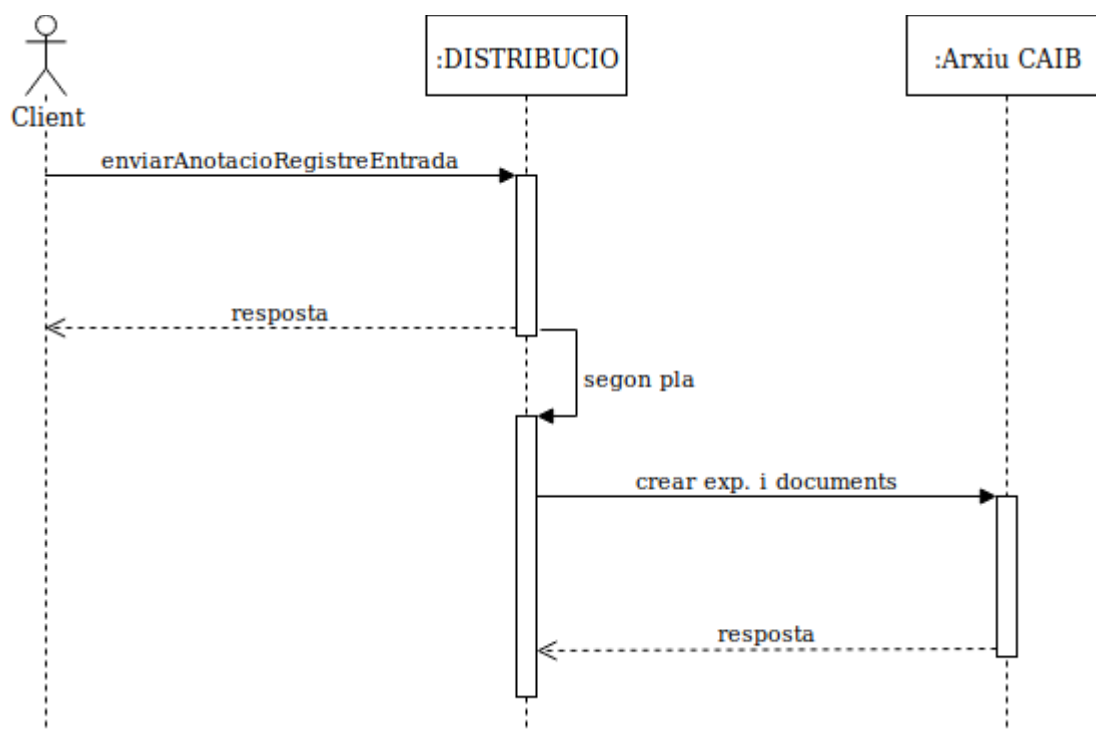 :DISTRIBUCIO
:Arxiu CAIB
Client
enviarAnotacioRegistreEntrada
resposta
segon pla
crear exp. i documents
resposta